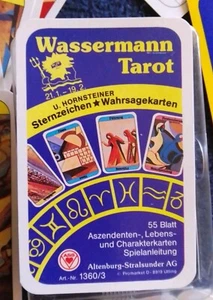 Wassermann
Tarot
21.1. - 19.2.
U. HORNSTEINER
Sternzeichen ★ Wahrsagekarten
55 Blatt
Aszendenten-, Lebens-
und Charakterkarten
Spielanleitung
Altenburg-Stralsunder AG
Art.-Nr. 1360/3